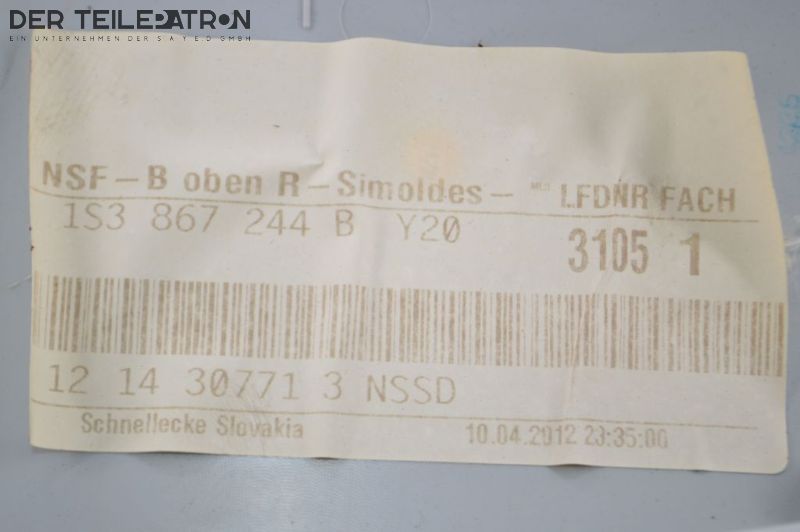 DER TEILEPATRON
EIN UNTERNEHMEN DER S A Y E D GMBH
NSF-B oben R-Simoldes- LFDNR FACH
1S3 867 244 B Y20 3105 1
12 14 30771 3 NSSD
Schnellecke Slovakia 10.04.2012 23:35:00